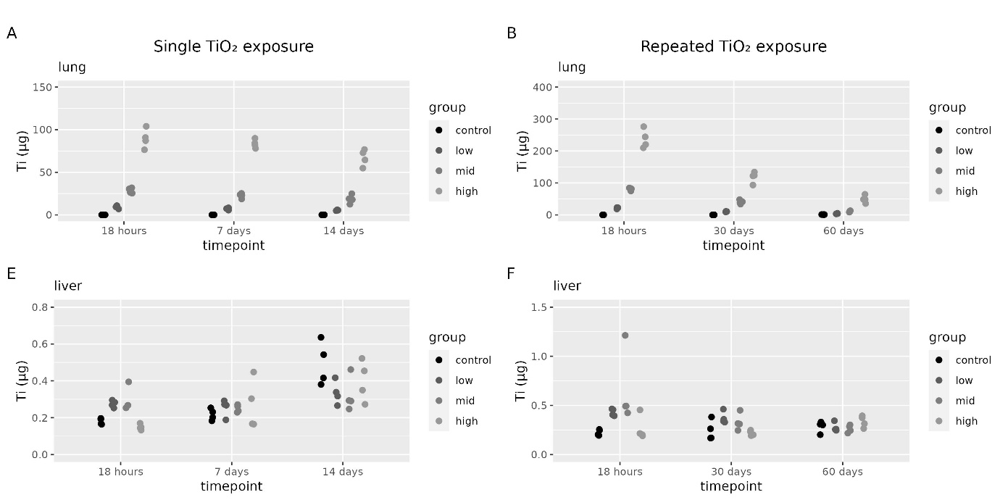 A
Single TiO₂ exposure
lung
150
100
50
0
Ti (µg)
18 hours 7 days 14 days
timepoint
group
control
low
mid
high
B
Repeated TiO₂ exposure
lung
400
300
200
100
0
Ti (µg)
18 hours 30 days 60 days
timepoint
group
control
low
mid
high
E
liver
0.8
0.6
0.4
0.2
0.0
Ti (µg)
18 hours 7 days 14 days
timepoint
group
control
low
mid
high
F
liver
1.5
1.0
0.5
0.0
Ti (µg)
18 hours 30 days 60 days
timepoint
group
control
low
mid
high